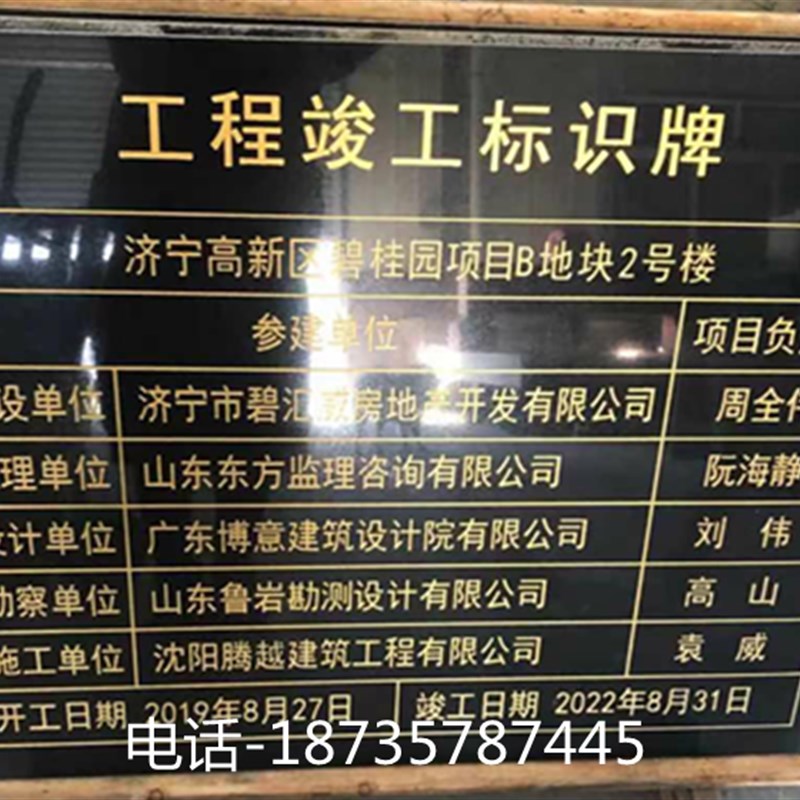 工程竣工标识牌
济宁高新区碧桂园项目B地块2号楼
参建单位 项目负
设单位 济宁市碧汇 房地产开发有限公司 周全
理单位 山东东方监理咨询有限公司 阮海静
计单位 广东博意建筑设计院有限公司 刘伟
察单位 山东鲁岩勘测设计有限公司 高山
施工单位 沈阳腾越建筑工程有限公司 袁威
开工日期 2019年8月27日 竣工日期 2022年8月31日
电话-18735787445